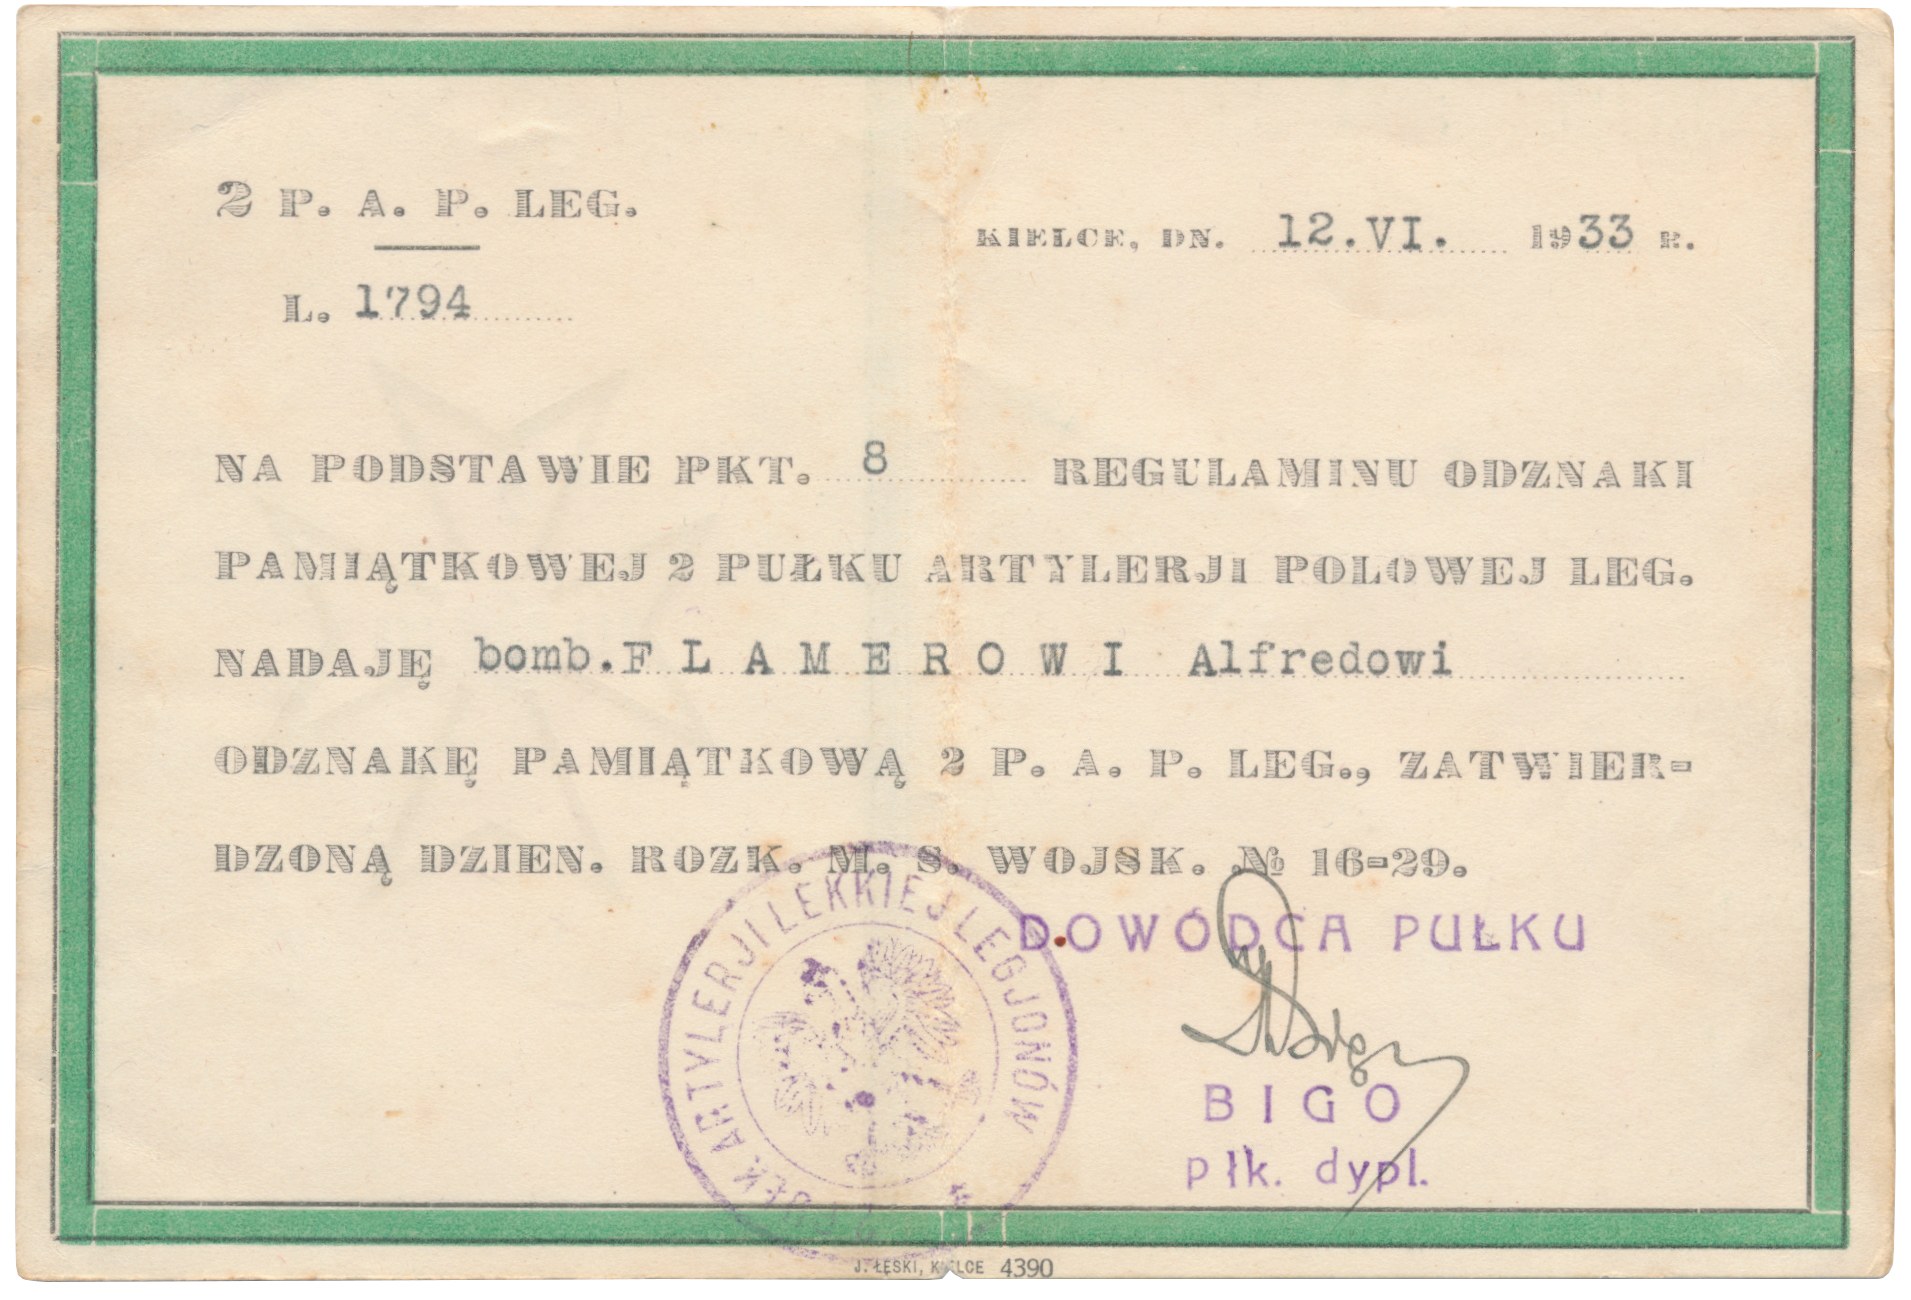 2 P. A. P. LEG.
KIELCE, DN. 12.VI. 1933 R.
L. 1794
NA PODSTAWIE PKT. 8 REGULAMINU ODZNAKI
PAMIĄTKOWEJ 2 PUŁKU ARTYLERJI POLOWEJ LEG.
NADAJĘ bomb. F L A M E R O W I Alfredowi
ODZNAKĘ PAMIĄTKOWĄ 2 P. A. P. LEG., ZATWIER=
DZONĄ DZIEN. ROZK. M. S. WOJSK. № 16=29.
ARTYLERJI LEKKIEJ LEGJONÓW
DOWÓDCA PUŁKU
BIGO
płk. dypl.
J. ŁĘSKI, KIELCE 4390